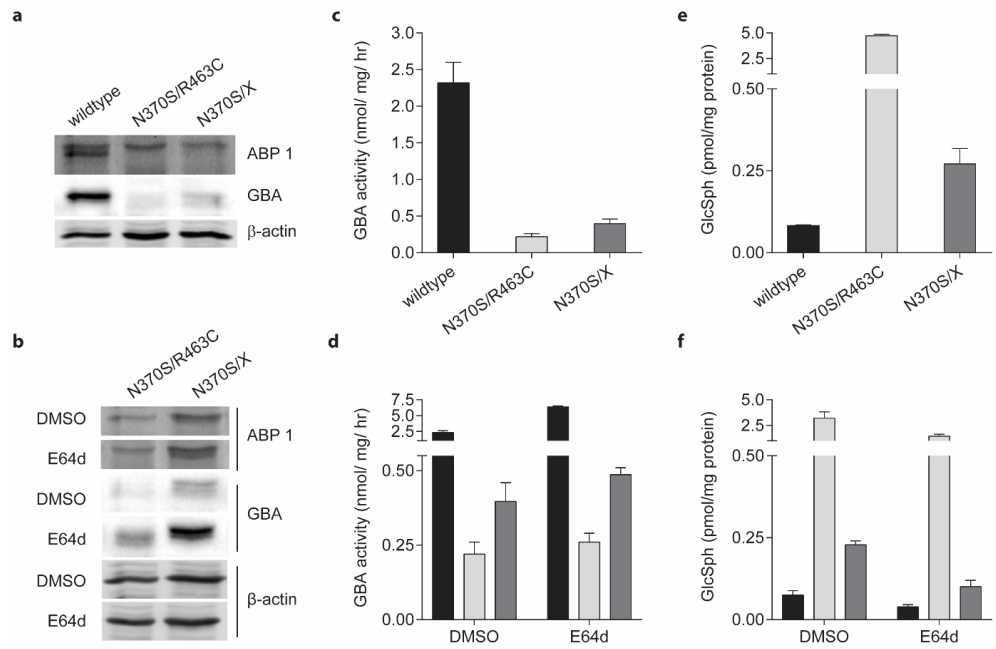 a
wildtype
N370S/R463C
N370S/X
ABP 1
GBA
β-actin
b
N370S/R463C
N370S/X
DMSO
E64d
ABP 1
DMSO
E64d
GBA
DMSO
E64d
β-actin
c
GBA activity (nmol/ mg/ hr)
3.0
2.5
2.0
1.5
1.0
0.5
0.0
wildtype
N370S/R463C
N370S/X
d
GBA activity (nmol/ mg/ hr)
7.5
5.0
2.5
0.50
0.25
0.00
DMSO
E64d
e
GlcSph (pmol/mg protein)
5.0
2.5
0.50
0.25
0.00
wildtype
N370S/R463C
N370S/X
f
GlcSph (pmol/mg protein)
5.0
2.5
0.50
0.25
0.00
DMSO
E64d